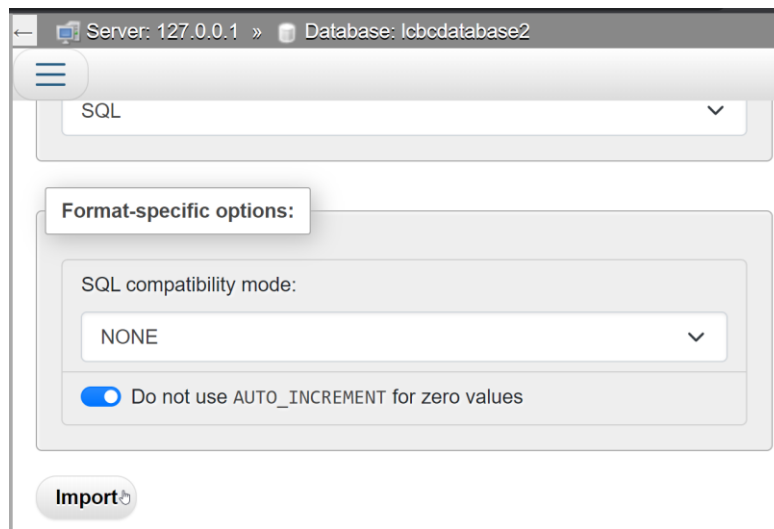 ← Server: 127.0.0.1 » Database: lcbcdatabase2
SQL
Format-specific options:
SQL compatibility mode:
NONE
Do not use AUTO_INCREMENT for zero values
Import